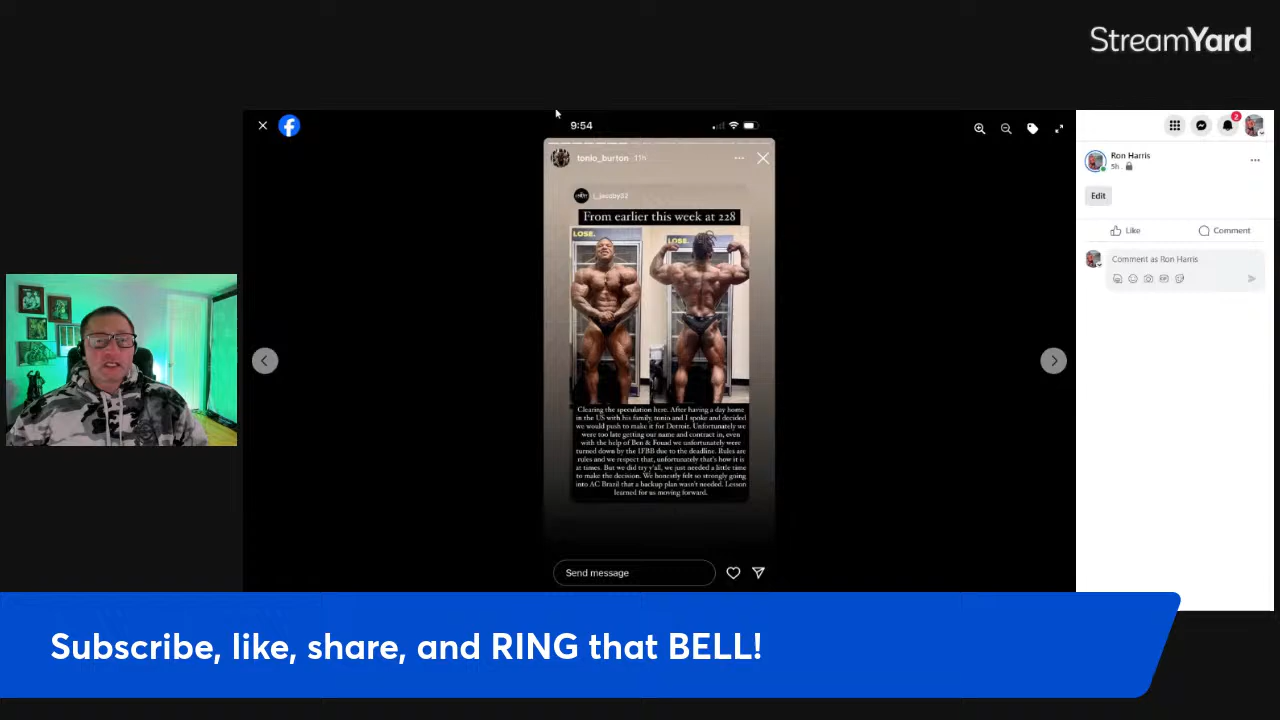 StreamYard
9:54
tonio_burton 11h
From earlier this week at 228
LOSE.
LOSE.
Clearing the speculation here. After having a day home
in the US with his family, tonio and I spoke and decided
we would push to make it for Detroit. Unfortunately we
were too late getting our name and contract in, even
with the help of Ben & Fouad we unfortunately were
turned down by the IFBB due to the deadline. Rules are
rules and we respect that, unfortunately that's how it is
at times. But we did try y'all, we just needed a little time
to make the decision. We honestly felt so strongly going
into AC Brazil that a backup plan wasn't needed. Lesson
learned for us moving forward.
Send message
2
Ron Harris
5h
Edit
Like Comment
Comment as Ron Harris
Subscribe, like, share, and RING that BELL!